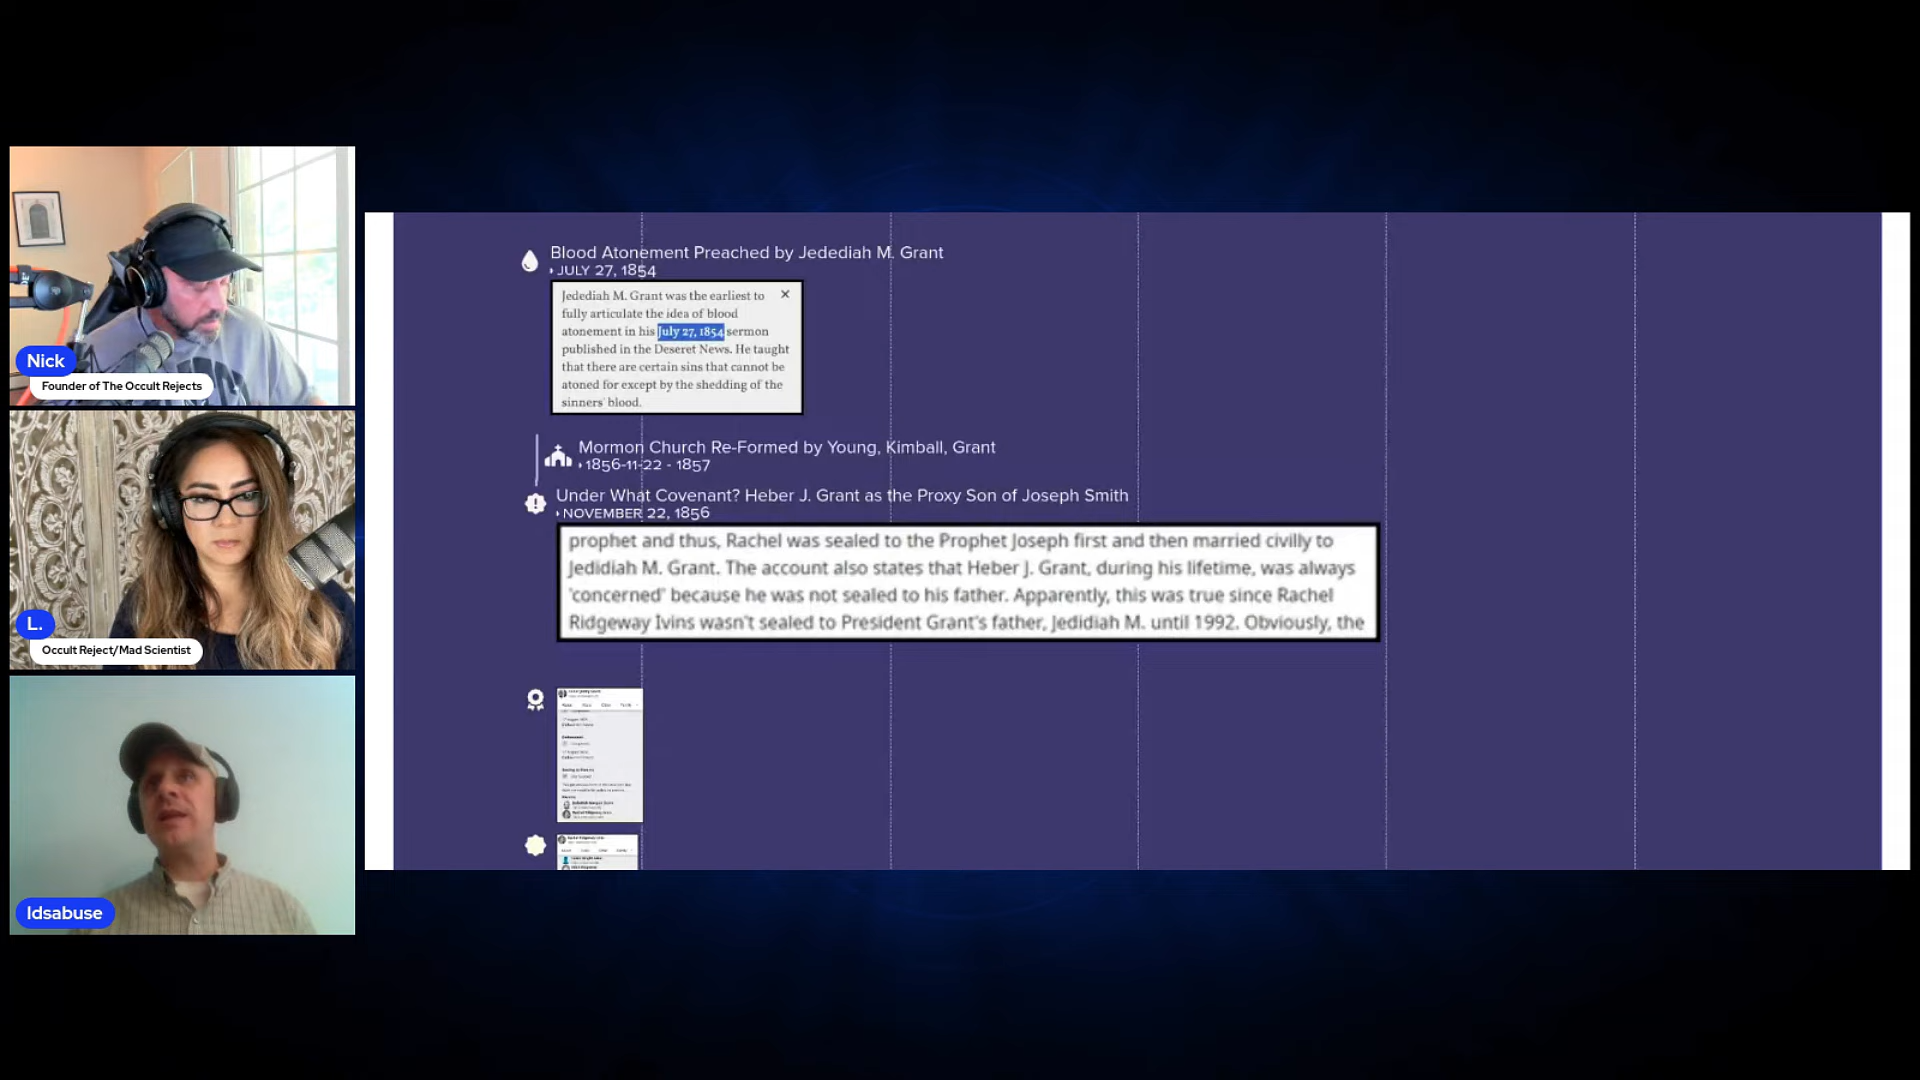 Nick
Founder of The Occult Rejects
L.
Occult Reject/Mad Scientist
Idsabuse
Blood Atonement Preached by Jedediah M. Grant
JULY 27, 1854
Jedediah M. Grant was the earliest to
fully articulate the idea of blood
atonement in his July 27, 1854 sermon
published in the Deseret News. He taught
that there are certain sins that cannot be
atoned for except by the shedding of the
sinners' blood.
Mormon Church Re-Formed by Young, Kimball, Grant
1856-11-22 - 1857
Under What Covenant? Heber J. Grant as the Proxy Son of Joseph Smith
NOVEMBER 22, 1856
prophet and thus, Rachel was sealed to the Prophet Joseph first and then married civilly to
Jedidiah M. Grant. The account also states that Heber J. Grant, during his lifetime, was always
'concerned' because he was not sealed to his father. Apparently, this was true since Rachel
Ridgeway Ivins wasn't sealed to President Grant's father, Jedidiah M. until 1992. Obviously, the